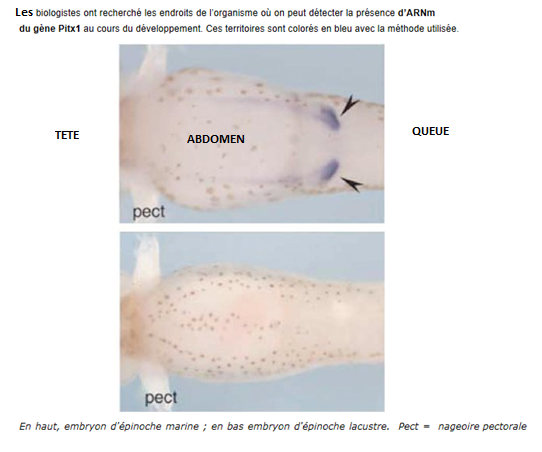 Les biologistes ont recherché les endroits de l'organisme où on peut détecter la présence d'ARNm
du gène Pitx1 au cours du développement. Ces territoires sont colorés en bleu avec la méthode utilisée.
TETE
ABDOMEN
QUEUE
pect
pect
En haut, embryon d'épinoche marine ; en bas embryon d'épinoche lacustre. Pect = nageoire pectorale